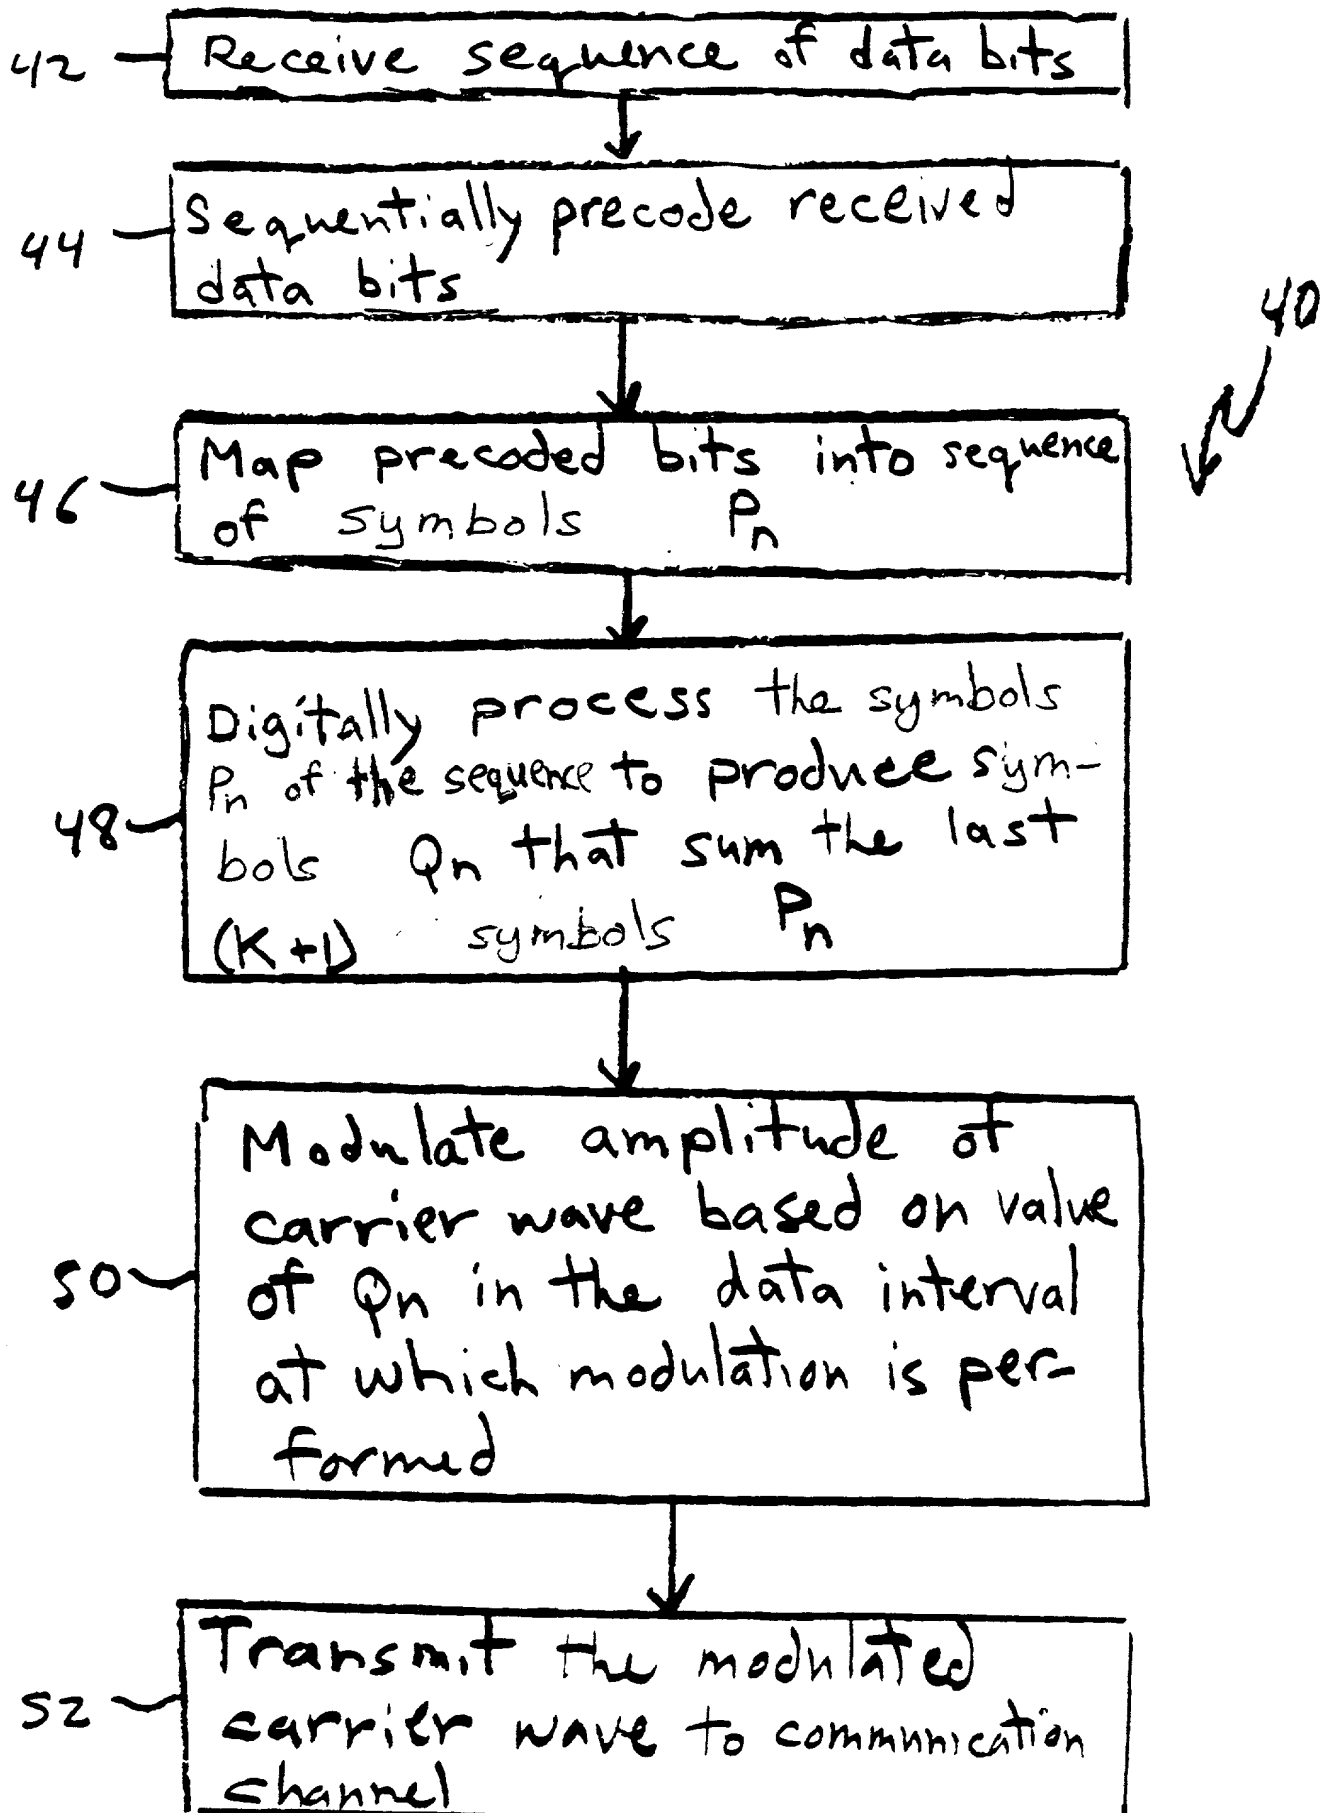 42 Receive sequence of data bits
44 Sequentially precode received
data bits
40
46 Map precoded bits into sequence
of symbols Pn
Digitally process the symbols
Pn of the sequence to produce sym-
48 bols Qn that sum the last
(K+1) symbols Pn
Modulate amplitude of
carrier wave based on value
50 of Qn in the data interval
at which modulation is per-
formed
Transmit the modulated
52 carrier wave to communication
channel